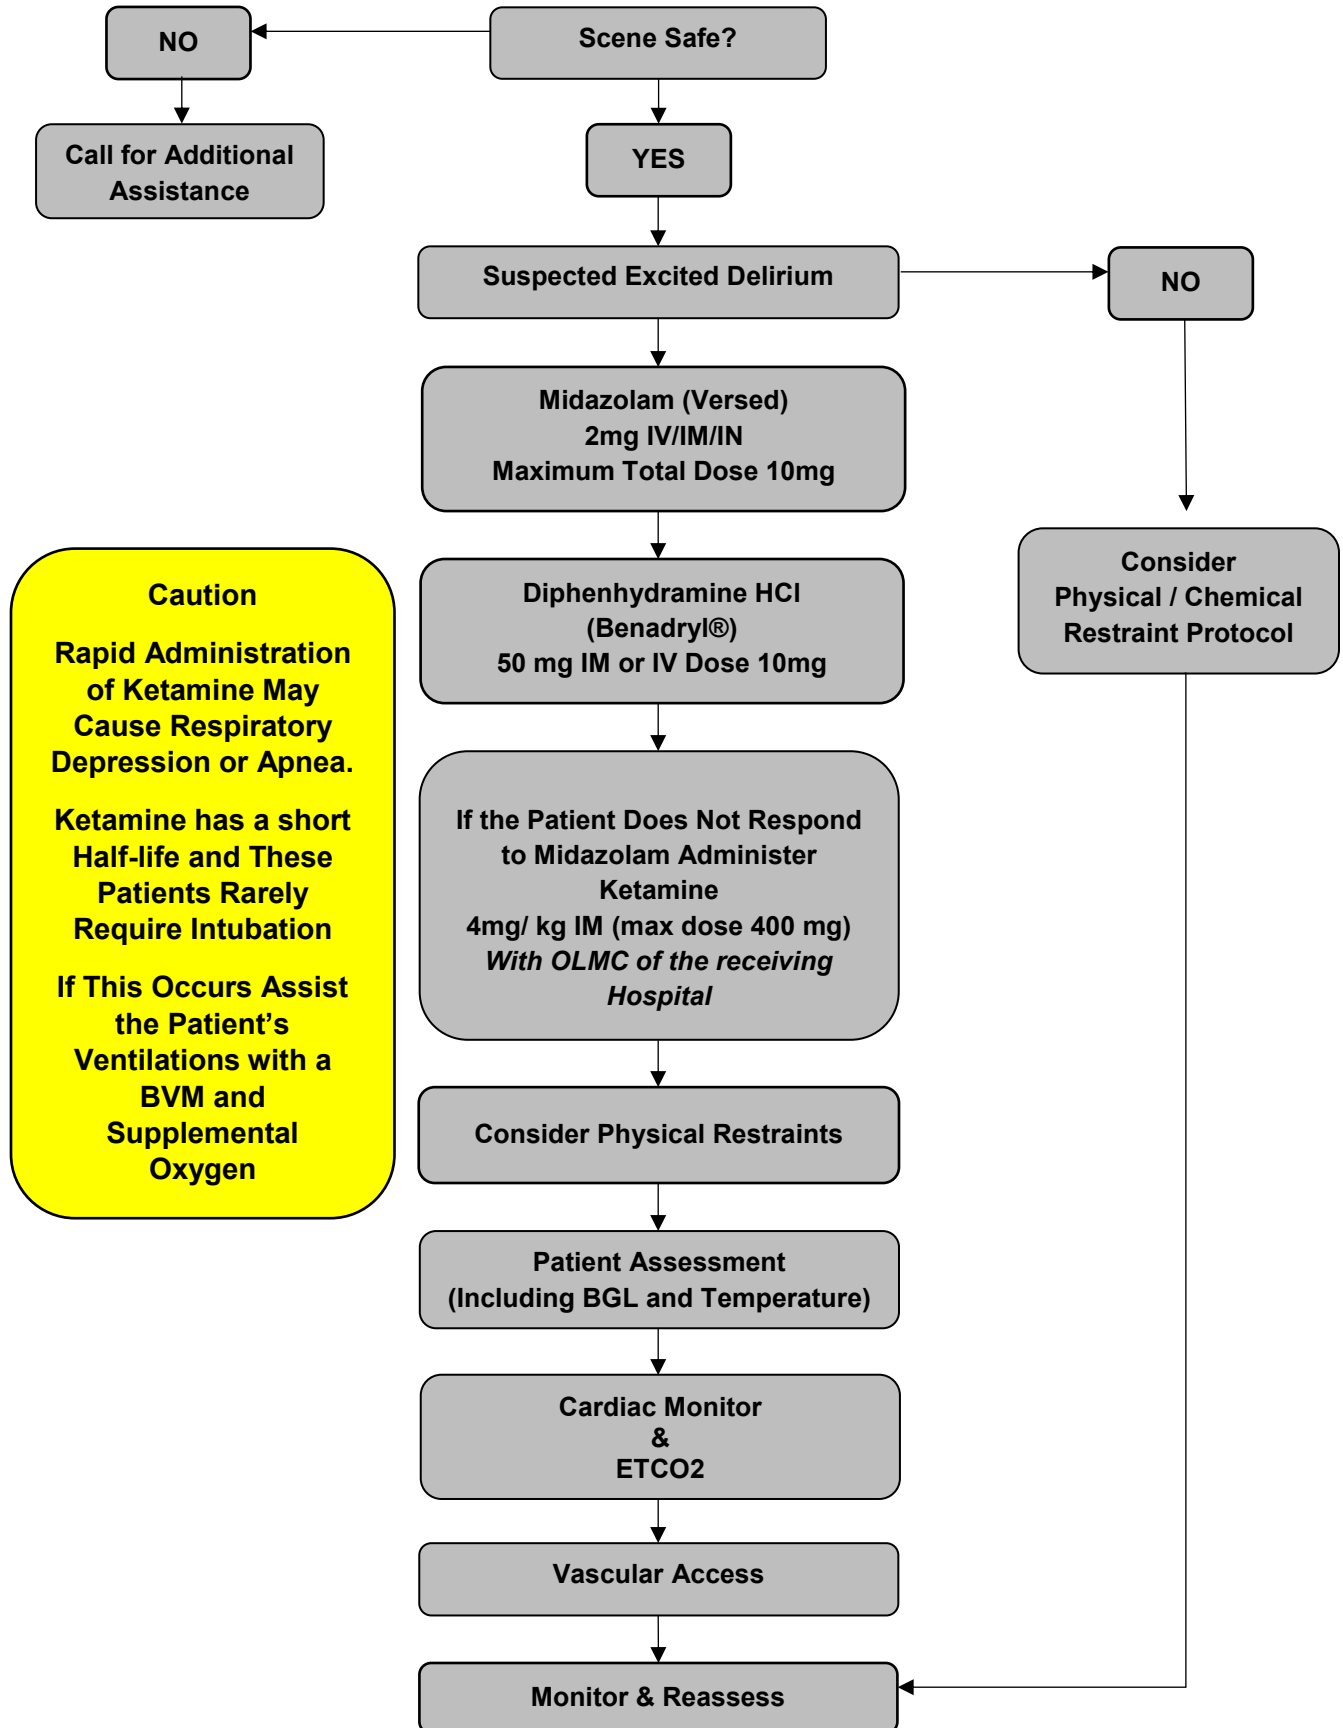 NO
Scene Safe?
Call for Additional
Assistance
YES
Suspected Excited Delirium
NO
Midazolam (Versed)
2mg IV/IM/IN
Maximum Total Dose 10mg
Diphenhydramine HCI
(Benadryl®)
50 mg IM or IV Dose 10mg
Consider
Physical / Chemical
Restraint Protocol
Caution
Rapid Administration
of Ketamine May
Cause Respiratory
Depression or Apnea.
Ketamine has a short
Half-life and These
Patients Rarely
Require Intubation
If This Occurs Assist
the Patient’s
Ventilations with a
BVM and
Supplemental
Oxygen
If the Patient Does Not Respond
to Midazolam Administer
Ketamine
4mg/ kg IM (max dose 400 mg)
With OLMC of the receiving
Hospital
Consider Physical Restraints
Patient Assessment
(Including BGL and Temperature)
Cardiac Monitor
&
ETCO2
Vascular Access
Monitor & Reassess